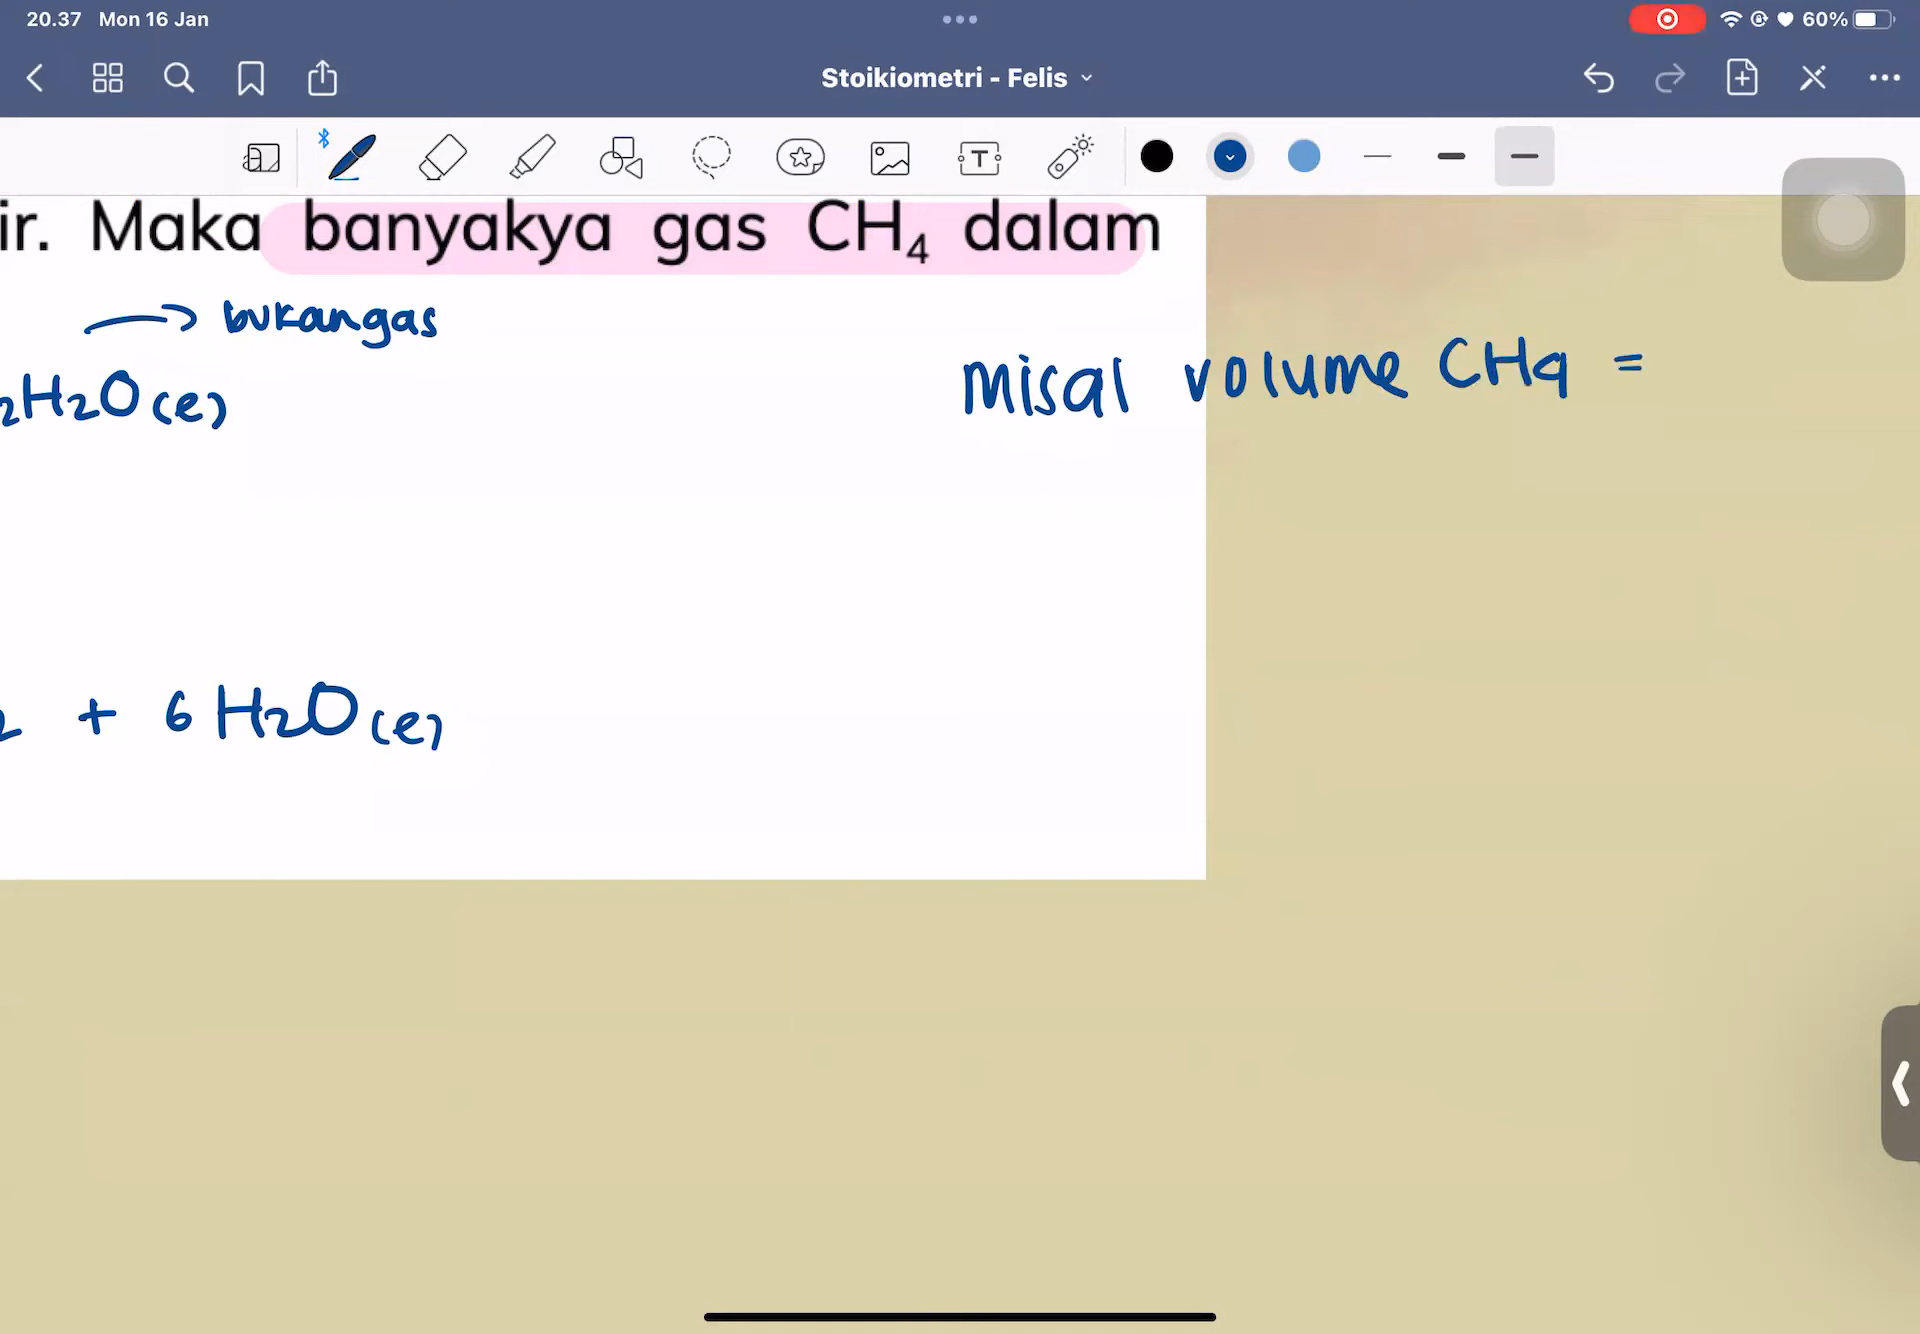 20.37 Mon 16 Jan
60%
Stoikiometri - Felis
ir. Maka banyakya gas CH₄ dalam
bukangas
misal volume CH4 =
₂H₂O(l)
₂ + 6 H₂O(l)